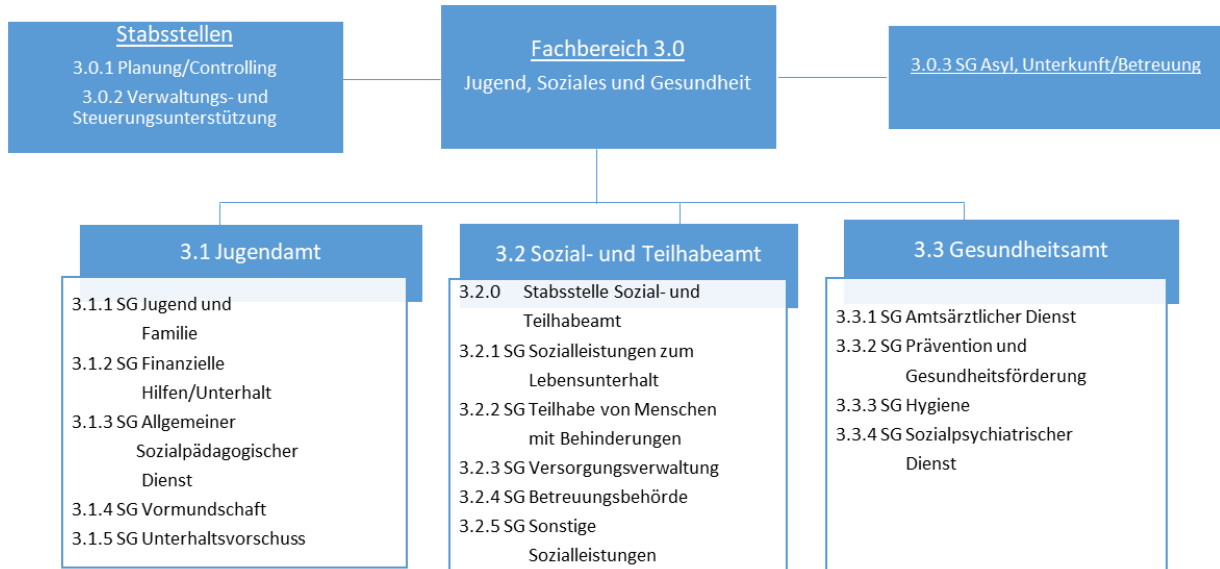 Stabsstellen
3.0.1 Planung/Controlling
3.0.2 Verwaltungs- und
Steuerungsunterstützung
Fachbereich 3.0
Jugend, Soziales und Gesundheit
3.0.3 SG Asyl, Unterkunft/Betreuung
3.1 Jugendamt
3.1.1 SG Jugend und
Familie
3.1.2 SG Finanzielle
Hilfen/Unterhalt
3.1.3 SG Allgemeiner
Sozialpädagogischer
Dienst
3.1.4 SG Vormundschaft
3.1.5 SG Unterhaltsvorschuss
3.2 Sozial- und Teilhabeamt
3.2.0 Stabsstelle Sozial- und
Teilhabeamt
3.2.1 SG Sozialleistungen zum
Lebensunterhalt
3.2.2 SG Teilhabe von Menschen
mit Behinderungen
3.2.3 SG Versorgungsverwaltung
3.2.4 SG Betreuungsbehörde
3.2.5 SG Sonstige
Sozialleistungen
3.3 Gesundheitsamt
3.3.1 SG Amtsärztlicher Dienst
3.3.2 SG Prävention und
Gesundheitsförderung
3.3.3 SG Hygiene
3.3.4 SG Sozialpsychiatrischer
Dienst